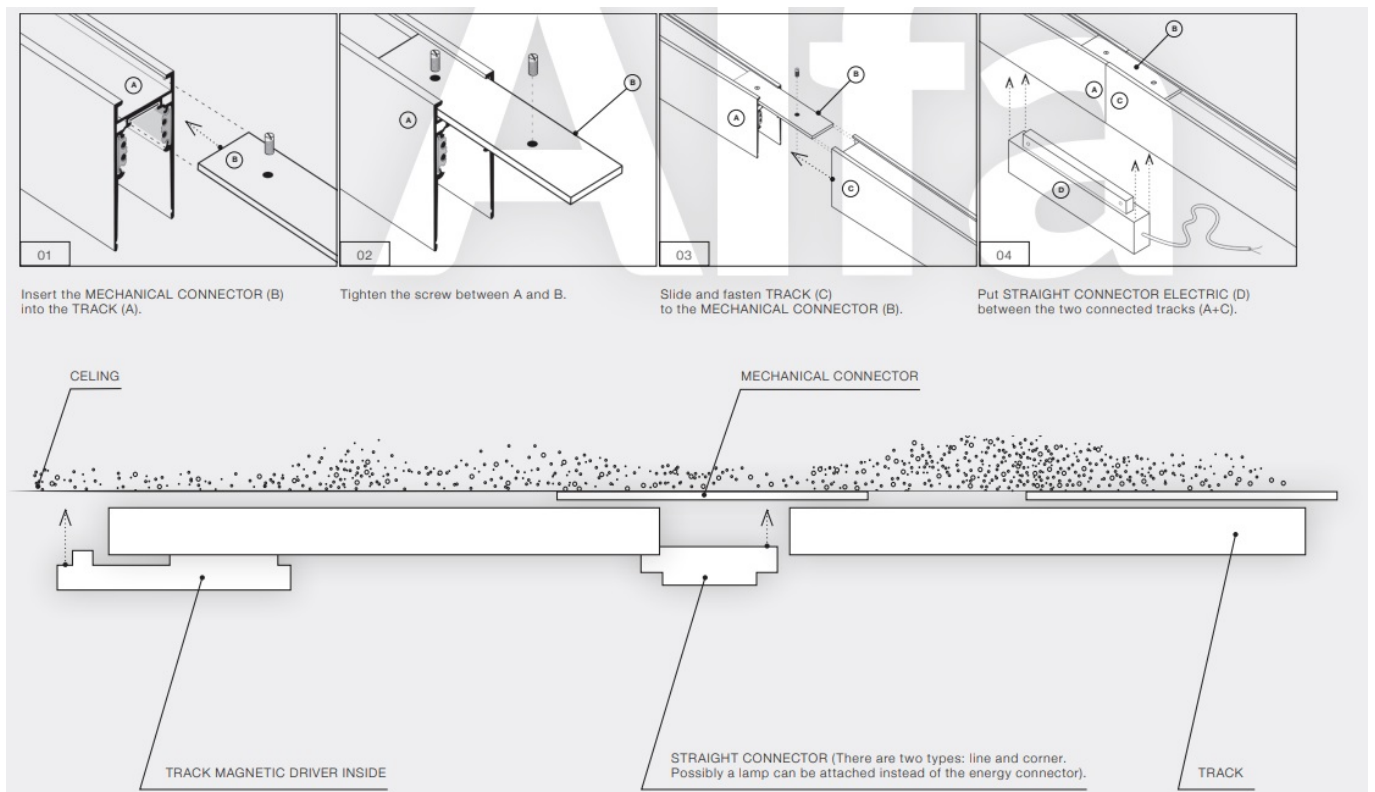 Alfa
A
B
01
A
B
02
A
B
C
03
B
A
C
D
04
Insert the MECHANICAL CONNECTOR (B)
into the TRACK (A).
Tighten the screw between A and B.
Slide and fasten TRACK (C)
to the MECHANICAL CONNECTOR (B).
Put STRAIGHT CONNECTOR ELECTRIC (D)
between the two connected tracks (A+C).
CELING
MECHANICAL CONNECTOR
TRACK MAGNETIC DRIVER INSIDE
STRAIGHT CONNECTOR (There are two types: line and corner.
Possibly a lamp can be attached instead of the energy connector).
TRACK